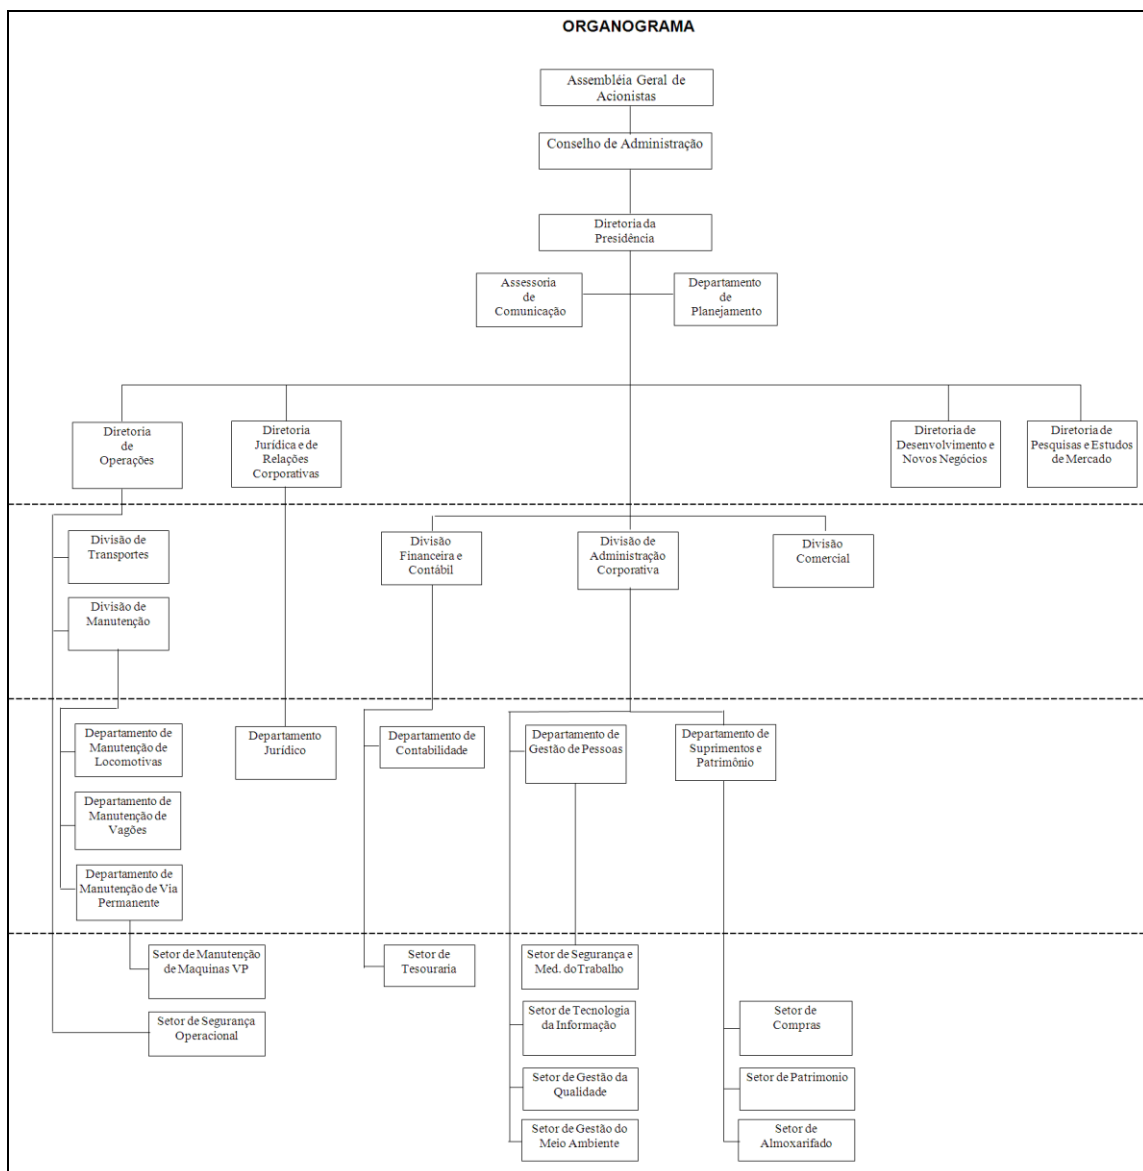 ORGANOGRAMA
Assembléia Geral de
Acionistas
Conselho de Administração
Diretoria da
Presidência
Assessoria
de
Comunicação
Departamento
de
Planejamento
Diretoria
de
Operações
Diretoria
Jurídica e de
Relações
Corporativas
Diretoria de
Desenvolvimento e
Novos Negócios
Diretoria de
Pesquisas e Estudos
de Mercado
Divisão de
Transportes
Divisão
Financeira e
Contábil
Divisão de
Administração
Corporativa
Divisão
Comercial
Divisão de
Manutenção
Departamento de
Manutenção de
Locomotivas
Departamento
Jurídico
Departamento de
Contabilidade
Departamento de
Gestão de Pessoas
Departamento de
Suprimentos e
Patrimônio
Departamento de
Manutenção de
Vagões
Departamento de
Manutenção de Via
Permanente
Setor de Manutenção
de Maquinas VP
Setor de
Tesouraria
Setor de Segurança e
Med. do Trabalho
Setor de Segurança
Operacional
Setor de Tecnologia
da Informação
Setor de
Compras
Setor de Gestão da
Qualidade
Setor de Patrimonio
Setor de Gestão do
Meio Ambiente
Setor de
Almoxarifado